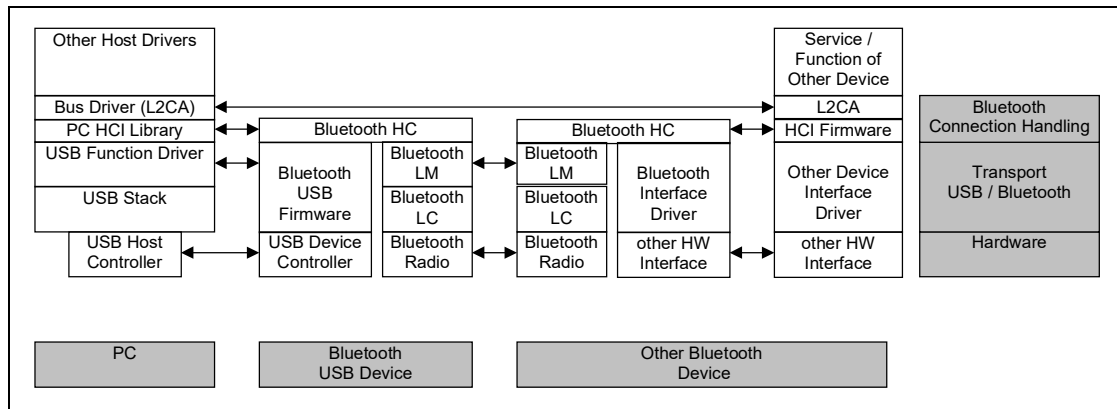 Other Host Drivers
Bus Driver (L2CA)
PC HCI Library
USB Function Driver
USB Stack
USB Host
Controller
Bluetooth HC
Bluetooth
USB
Firmware
USB Device
Controller
Bluetooth
LM
Bluetooth
LC
Bluetooth
Radio
Bluetooth HC
Bluetooth
LM
Bluetooth
LC
Bluetooth
Radio
Bluetooth
Interface
Driver
other HW
Interface
Service /
Function of
Other Device
L2CA
HCI Firmware
Other Device
Interface
Driver
other HW
Interface
Bluetooth
Connection Handling
Transport
USB / Bluetooth
Hardware
PC
Bluetooth
USB Device
Other Bluetooth
Device